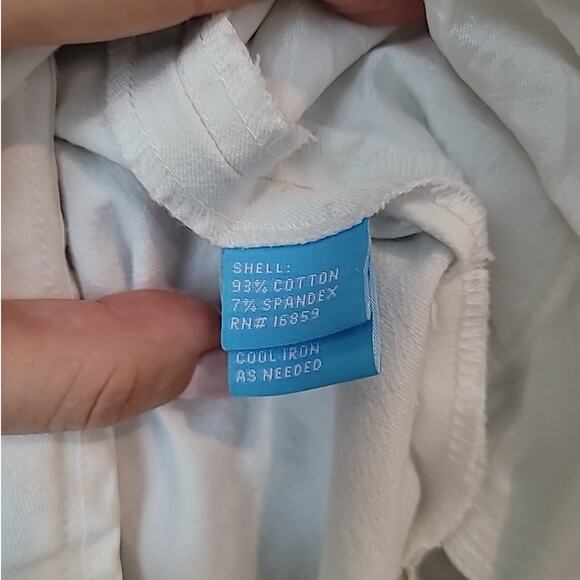 SHELL:
93% COTTON
7% SPANDEX
RN# 16859
COOL IRON
AS NEEDED